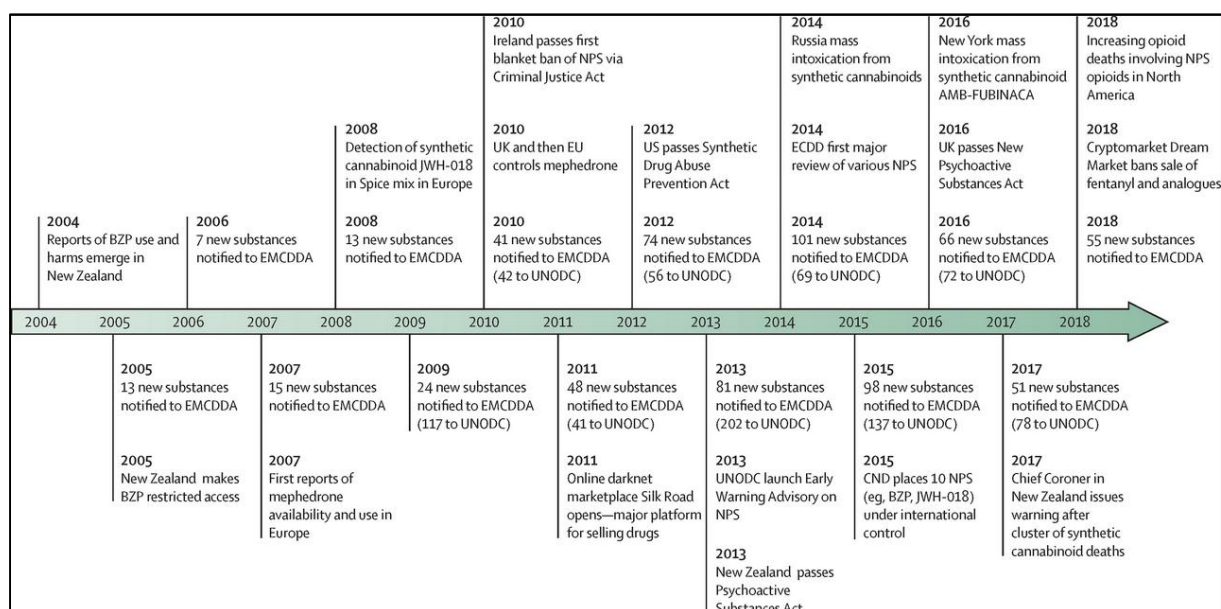 2010
Ireland passes first
blanket ban of NPS via
Criminal Justice Act
2014
Russia mass
intoxication from
synthetic cannabinoids
2016
New York mass
intoxication from
synthetic cannabinoid
AMB-FUBINACA
2018
Increasing opioid
deaths involving NPS
opioids in North
America
2008
Detection of synthetic
cannabinoid JWH-018
in Spice mix in Europe
2010
UK and then EU
controls mephedrone
2012
US passes Synthetic
Drug Abuse
Prevention Act
2014
ECDD first major
review of various NPS
2016
UK passes New
Psychoactive
Substances Act
2018
Cryptomarket Dream
Market bans sale of
fentanyl and analogues
2004
Reports of BZP use and
harms emerge in
New Zealand
2006
7 new substances
notified to EMCDDA
2008
13 new substances
notified to EMCDDA
2010
41 new substances
notified to EMCDDA
(42 to UNODC)
2012
74 new substances
notified to EMCDDA
(56 to UNODC)
2014
101 new substances
notified to EMCDDA
(69 to UNODC)
2016
66 new substances
notified to EMCDDA
(72 to UNODC)
2018
55 new substances
notified to EMCDDA
2004 2005 2006 2007 2008 2009 2010 2011 2012 2013 2014 2015 2016 2017 2018
2005
13 new substances
notified to EMCDDA
2007
15 new substances
notified to EMCDDA
2009
24 new substances
notified to EMCDDA
(117 to UNODC)
2011
48 new substances
notified to EMCDDA
(41 to UNODC)
2013
81 new substances
notified to EMCDDA
(202 to UNODC)
2015
98 new substances
notified to EMCDDA
(137 to UNODC)
2017
51 new substances
notified to EMCDDA
(78 to UNODC)
2005
New Zealand makes
BZP restricted access
2007
First reports of
mephedrone
availability and use in
Europe
2011
Online darknet
marketplace Silk Road
opens—major platform
for selling drugs
2013
UNODC launch Early
Warning Advisory on
NPS
2015
CND places 10 NPS
(eg, BZP, JWH-018)
under international
control
2017
Chief Coroner in
New Zealand issues
warning after
cluster of synthetic
cannabinoid deaths
2013
New Zealand passes
Psychoactive
Substances Act